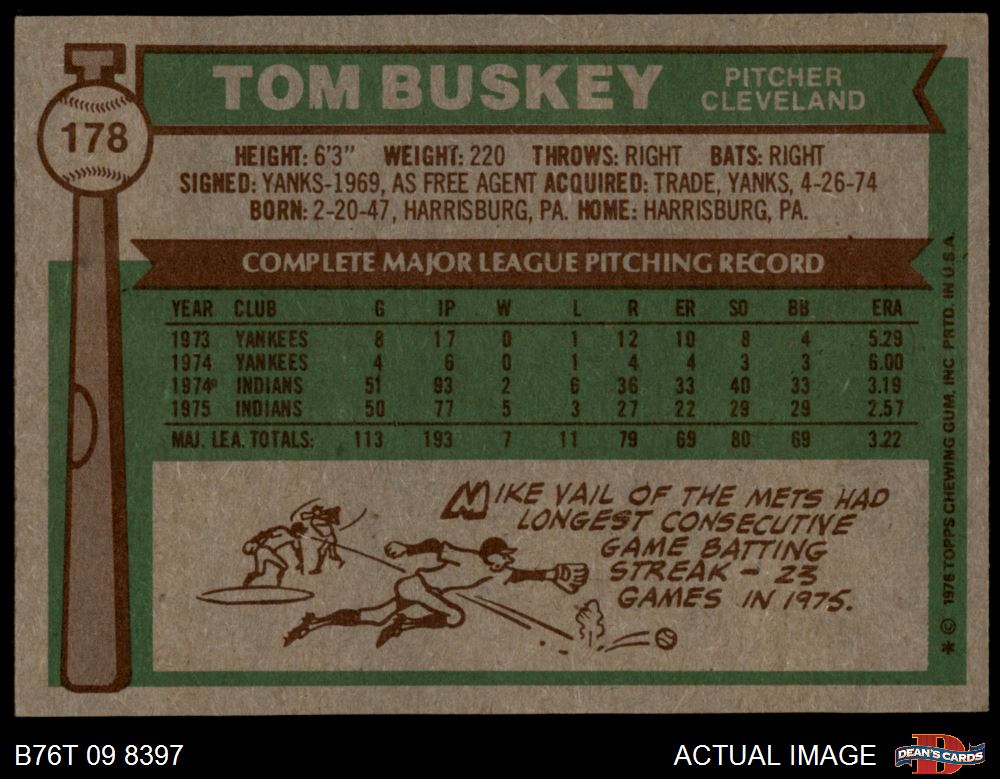 TOM BUSKEY
PITCHER
CLEVELAND
178
HEIGHT: 6'3" WEIGHT: 220 THROWS: RIGHT BATS: RIGHT
SIGNED: YANKS-1969, AS FREE AGENT ACQUIRED: TRADE, YANKS, 4-26-74
BORN: 2-20-47, HARRISBURG, PA. HOME: HARRISBURG, PA.
COMPLETE MAJOR LEAGUE PITCHING RECORD
YEAR CLUB G IP W L R ER SO BB ERA
1973 YANKEES 8 17 0 1 12 10 8 4 5.29
1974 YANKEES 4 6 0 1 4 4 3 3 6.00
1974* INDIANS 51 93 2 6 36 33 40 33 3.19
1975 INDIANS 50 77 5 3 27 22 29 29 2.57
MAJ. LEA. TOTALS: 113 193 7 11 79 69 80 69 3.22
MIKE VAIL OF THE METS HAD
LONGEST CONSECUTIVE
GAME BATTING
STREAK - 23
GAMES IN 1975.
* © 1976 TOPPS CHEWING GUM, INC PRTD. IN U.S.A.
B76T 09 8397
ACTUAL IMAGE
DEAN'S CARDS